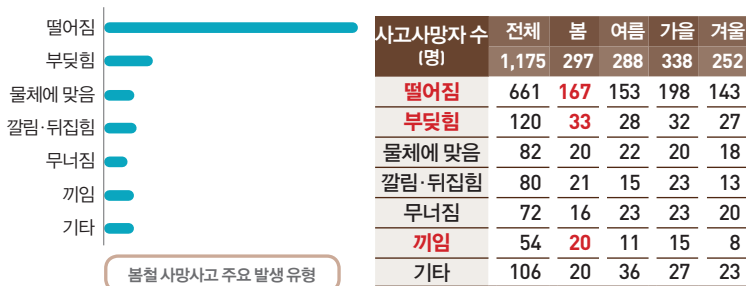 떨어짐
부딪힘
물체에 맞음
깔림·뒤집힘
무너짐
끼임
기타
봄철 사망사고 주요 발생 유형
사고사망자 수 (명) 전체 봄 여름 가을 겨울
1,175 297 288 338 252
떨어짐 661 167 153 198 143
부딪힘 120 33 28 32 27
물체에 맞음 82 20 22 20 18
깔림·뒤집힘 80 21 15 23 13
무너짐 72 16 23 23 20
끼임 54 20 11 15 8
기타 106 20 36 27 23